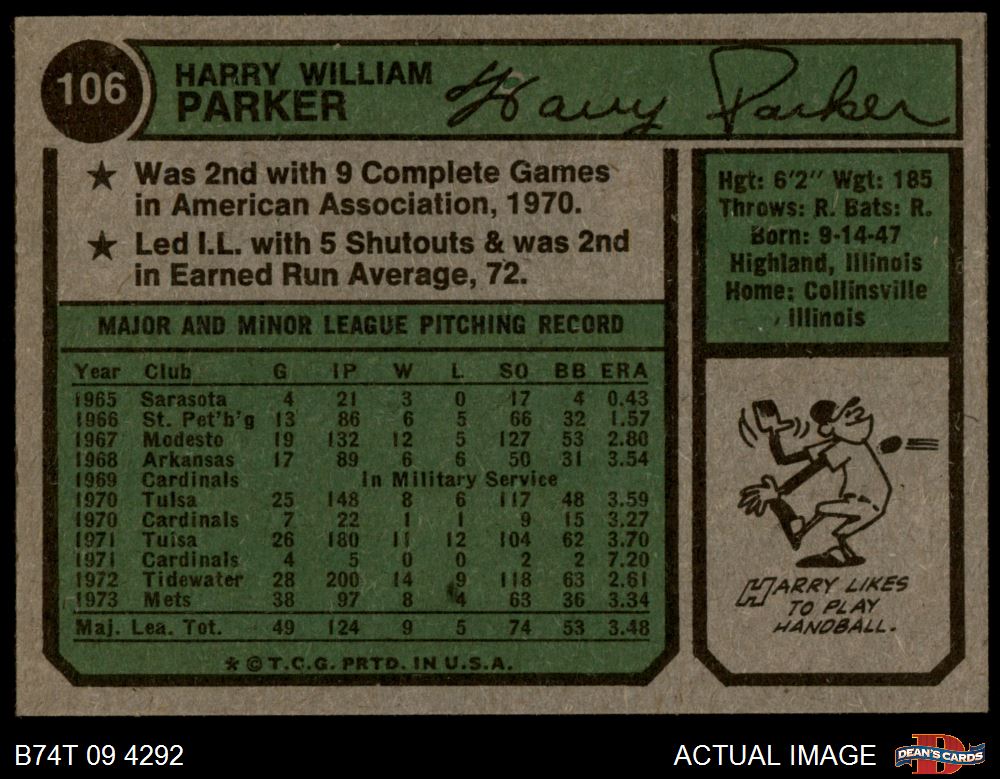 106
HARRY WILLIAM
PARKER
Harry Parker
★ Was 2nd with 9 Complete Games
in American Association, 1970.
★ Led I.L. with 5 Shutouts & was 2nd
in Earned Run Average, 72.
MAJOR AND MINOR LEAGUE PITCHING RECORD
Year Club G IP W L SO BB ERA
1965 Sarasota 4 21 3 0 17 4 0.43
1966 St. Pet'b'g 13 86 6 5 66 32 1.57
1967 Modesto 19 132 12 5 127 53 2.80
1968 Arkansas 17 89 6 6 50 31 3.54
1969 Cardinals In Military Service
1970 Tulsa 25 148 8 6 117 48 3.59
1970 Cardinals 7 22 1 1 9 15 3.27
1971 Tulsa 26 180 11 12 104 62 3.70
1971 Cardinals 4 5 0 0 2 2 7.20
1972 Tidewater 28 200 14 9 118 63 2.61
1973 Mets 38 97 8 4 63 36 3.34
Maj. Lea. Tot. 49 124 9 5 74 53 3.48
★ © T.C.G. PRTD. IN U.S.A.
Hgt: 6'2" Wgt: 185
Throws: R. Bats: R.
Born: 9-14-47
Highland, Illinois
Home: Collinsville
Illinois
HARRY LIKES
TO PLAY
HANDBALL.
B74T 09 4292
ACTUAL IMAGE
DEAN'S CARDS